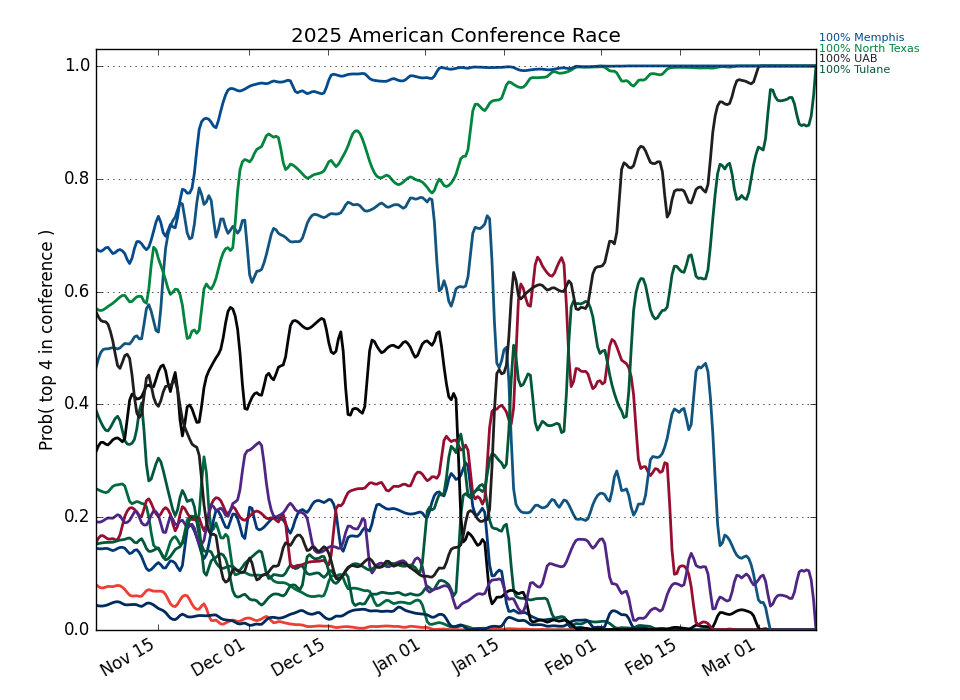 2025 American Conference Race
100% Memphis
100% North Texas
100% UAB
100% Tulane
1.0
0.8
0.6
0.4
0.2
0.0
Prob( top 4 in conference )
Nov 15
Dec 01
Dec 15
Jan 01
Jan 15
Feb 01
Feb 15
Mar 01